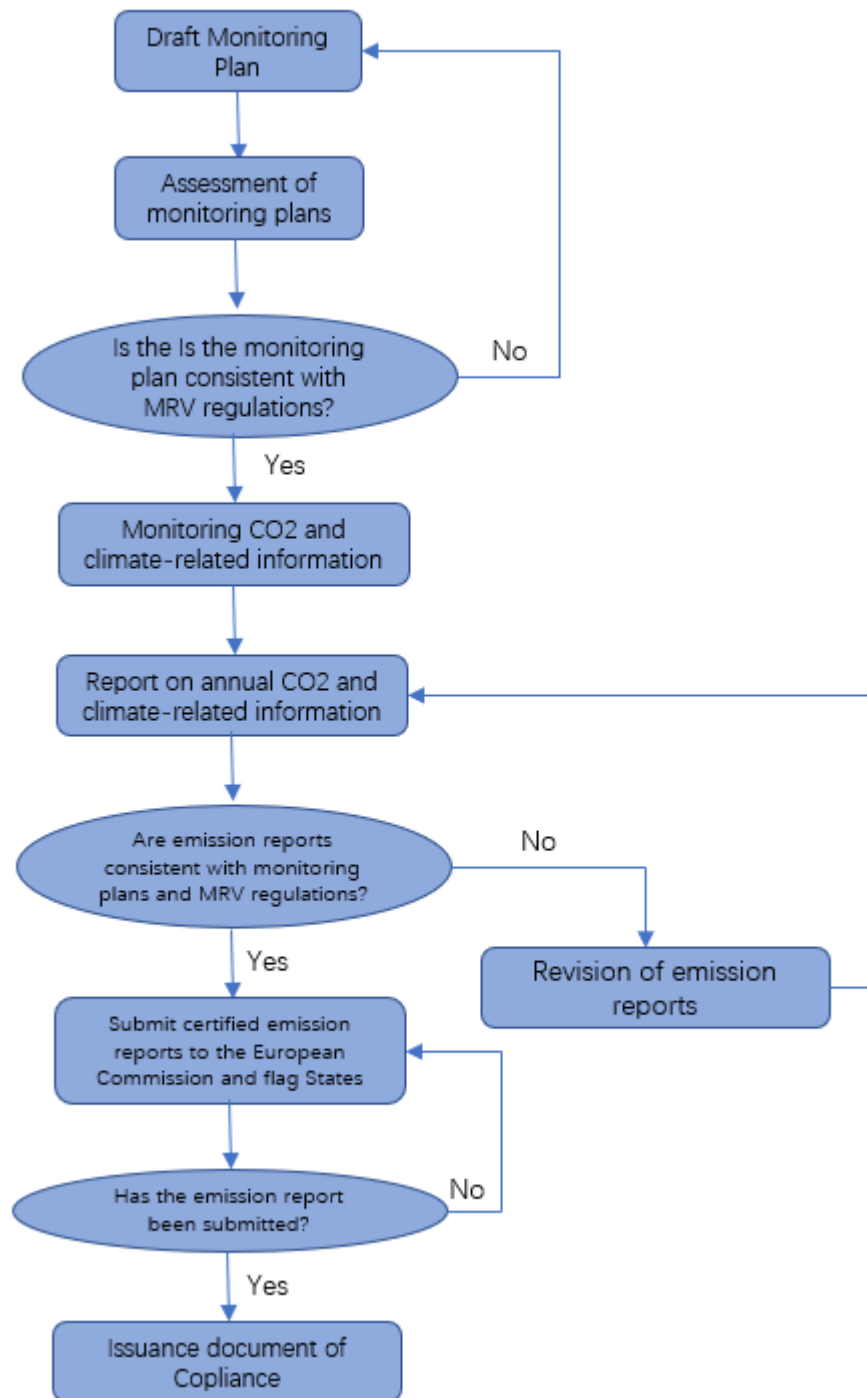 Draft Monitoring
Plan
Assessment of
monitoring plans
Is the Is the monitoring
plan consistent with
MRV regulations?
No
Yes
Monitoring CO2 and
climate-related information
Report on annual CO2 and
climate-related information
Are emission reports
consistent with monitoring
plans and MRV regulations?
No
Yes
Revision of emission
reports
Submit certified emission
reports to the European
Commission and flag States
Has the emission report
been submitted?
No
Yes
Issuance document of
Copliance